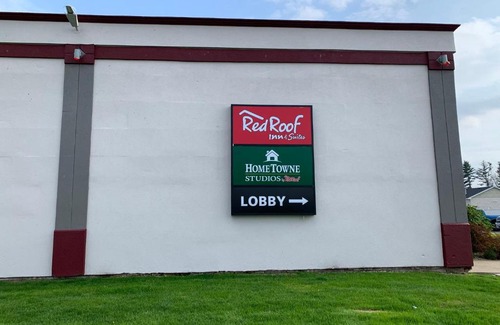 Red Roof
Inn & Suites
HOMETOWNE
STUDIOS
LOBBY